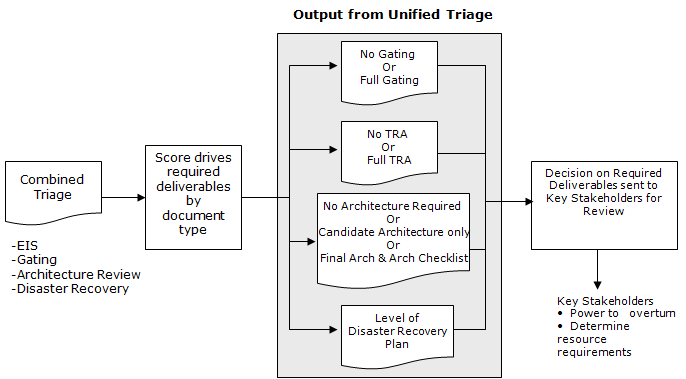 Output from Unified Triage
No Gating
Or
Full Gating
No TRA
Or
Full TRA
Combined
Triage
Score drives
required
deliverables
by
document
type
No Architecture Required
Or
Candidate Architecture only
Or
Final Arch & Arch Checklist
Level of
Disaster Recovery
Plan
Decision on Required
Deliverables sent to
Key Stakeholders for
Review
-EIS
-Gating
-Architecture Review
-Disaster Recovery
Key Stakeholders
• Power to overturn
• Determine
resource
requirements